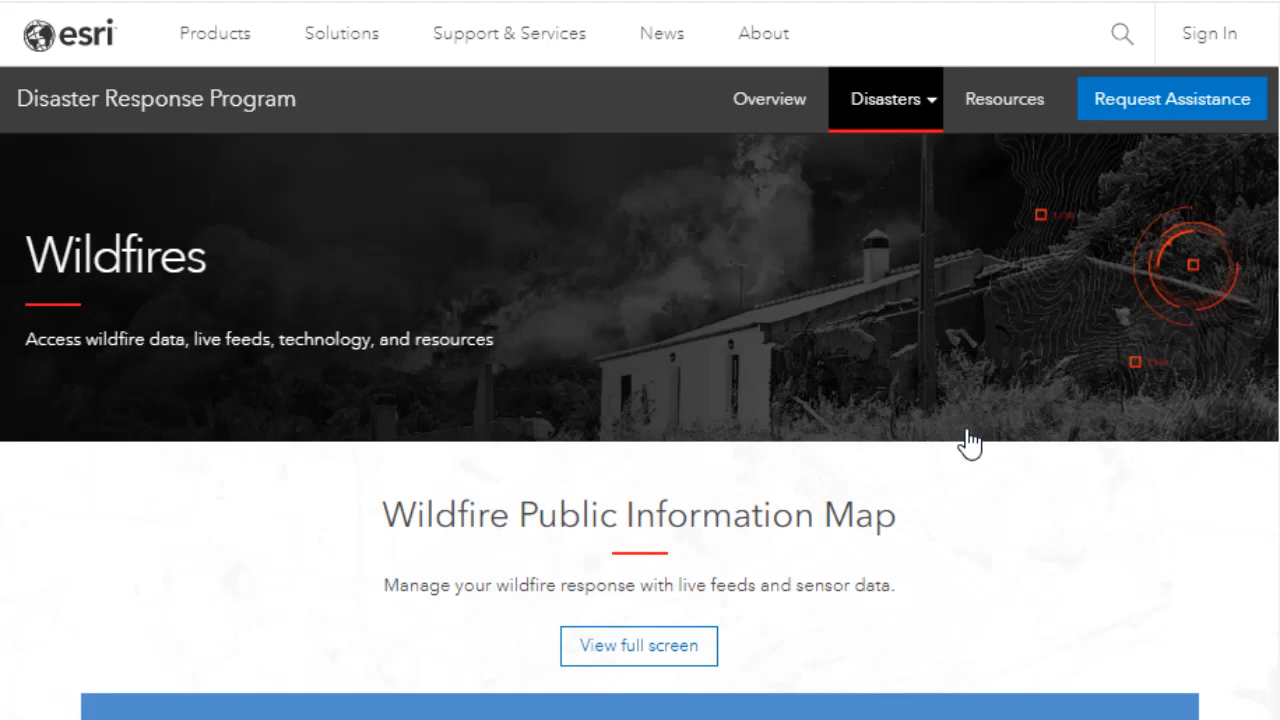 esri
Products
Solutions
Support & Services
News
About
Sign In
Disaster Response Program
Overview
Disasters
Resources
Request Assistance
Wildfires
Access wildfire data, live feeds, technology, and resources
Wildfire Public Information Map
Manage your wildfire response with live feeds and sensor data.
View full screen